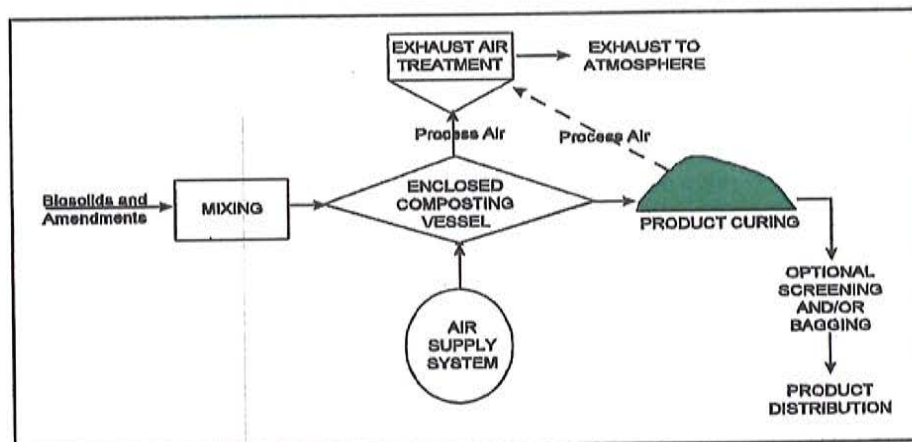 EXHAUST AIR
TREATMENT
EXHAUST TO
ATMOSPHERE
Process Air
Process Air
Biosolids and
Amendments
MIXING
ENCLOSED
COMPOSTING
VESSEL
PRODUCT CURING
AIR
SUPPLY
SYSTEM
OPTIONAL
SCREENING
AND/OR
BAGGING
PRODUCT
DISTRIBUTION